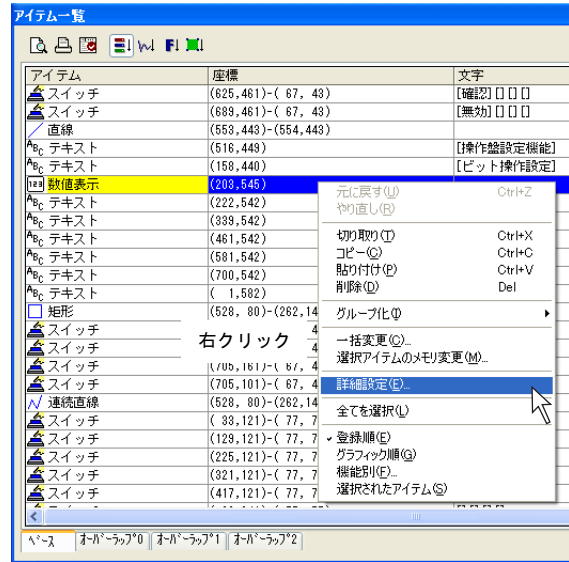 アイテム一覧
アイテム 座標 文字
スイッチ (625,461)-( 67, 43) [確認][][][]
スイッチ (689,461)-( 67, 43) [無効][][][]
直線 (553,443)-(554,443)
ABC テキスト (516,449) [操作盤設定機能]
ABC テキスト (158,440) [ビット操作設定]
123 数値表示 (203,545)
ABC テキスト (222,542)
ABC テキスト (339,542)
ABC テキスト (461,542)
ABC テキスト (581,542)
ABC テキスト (700,542)
ABC テキスト ( 1,582)
矩形 (528, 80)-(262,14
スイッチ 4
スイッチ 4
スイッチ (705,161)-( 67, 4
スイッチ (705,101)-( 67, 4
連続直線 (528, 80)-(262,14
スイッチ ( 33,121)-( 77, 7
スイッチ (129,121)-( 77, 7
スイッチ (225,121)-( 77, 7
スイッチ (321,121)-( 77, 7
スイッチ (417,121)-( 77, 7
右クリック
元に戻す(U) Ctrl+Z
やり直し(R)
切り取り(T) Ctrl+X
コピー(C) Ctrl+C
貼り付け(P) Ctrl+V
削除(D) Del
グループ化(I)
一括変更(C)...
選択アイテムのメモリ変更(M)...
詳細設定(E)...
全てを選択(L)
登録順(E)
グラフィック順(G)
機能別(F)...
選択されたアイテム(S)
ベース オーバーラップ0 オーバーラップ1 オーバーラップ2